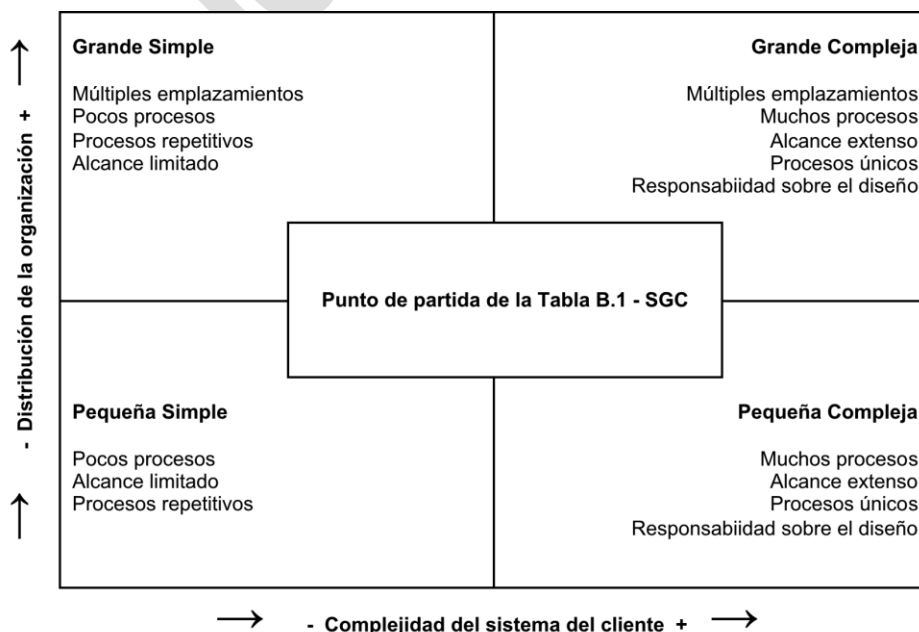 Grande Simple
Múltiples emplazamientos
Pocos procesos
Procesos repetitivos
Alcance limitado
Grande Compleja
Múltiples emplazamientos
Muchos procesos
Alcance extenso
Procesos únicos
Responsabiidad sobre el diseño
- Distribución de la organización +
Punto de partida de la Tabla B.1 - SGC
Pequeña Simple
Pocos procesos
Alcance limitado
Procesos repetitivos
Pequeña Compleja
Muchos procesos
Alcance extenso
Procesos únicos
Responsabiidad sobre el diseño
- Complejidad del sistema del cliente +